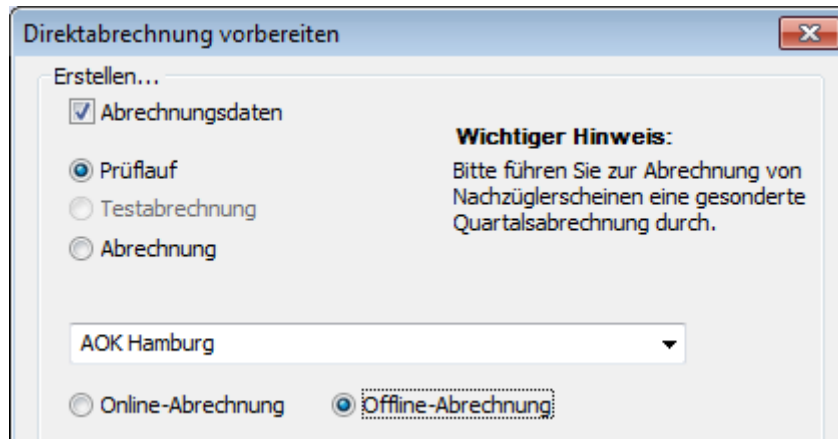 Direktabrechnung vorbereiten
Erstellen...
Abrechnungsdaten
Prüflauf
Testabrechnung
Abrechnung
Wichtiger Hinweis:
Bitte führen Sie zur Abrechnung von
Nachzüglerscheinen eine gesonderte
Quartalsabrechnung durch.
AOK Hamburg
Online-Abrechnung
Offline-Abrechnung